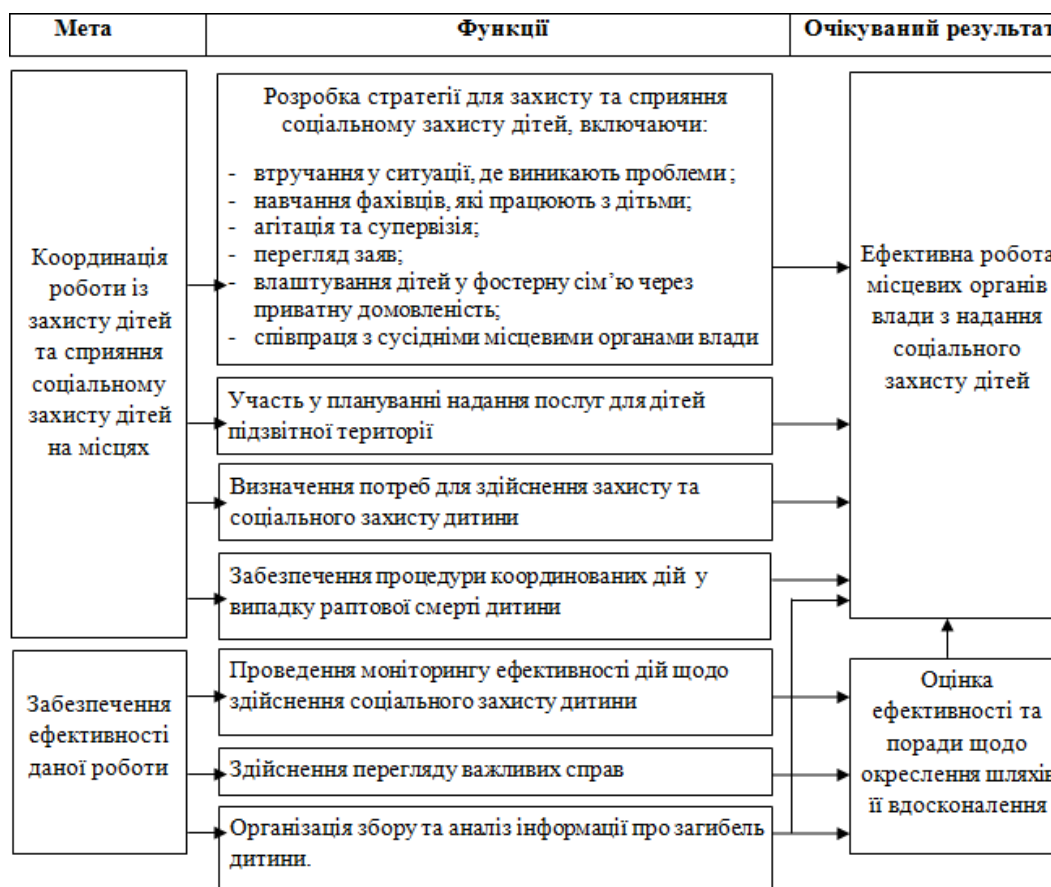 Мета
Функції
Очікуваний результат
Координація
роботи із
захисту дітей
та сприяння
соціальному
захисту дітей
на місцях
Розробка стратегії для захисту та сприяння
соціальному захисту дітей, включаючи:
- втручання у ситуації, де виникають проблеми ;
- навчання фахівців, які працюють з дітьми;
- агітація та супервізія;
- перегляд заяв;
- влаштування дітей у фостерну сім’ю через
приватну домовленість;
- співпраця з сусідніми місцевими органами влади
Участь у плануванні надання послуг для дітей
підзвітної території
Визначення потреб для здійснення захисту та
соціального захисту дитини
Забезпечення процедури координованих дій у
випадку раптової смерті дитини
Ефективна робота
місцевих органів
влади з надання
соціального
захисту дітей
Забезпечення
ефективності
даної роботи
Проведення моніторингу ефективності дій щодо
здійснення соціального захисту дитини
Здійснення перегляду важливих справ
Організація збору та аналіз інформації про загибель
дитини.
Оцінка
ефективності та
поради щодо
окреслення шляхів
її вдосконалення